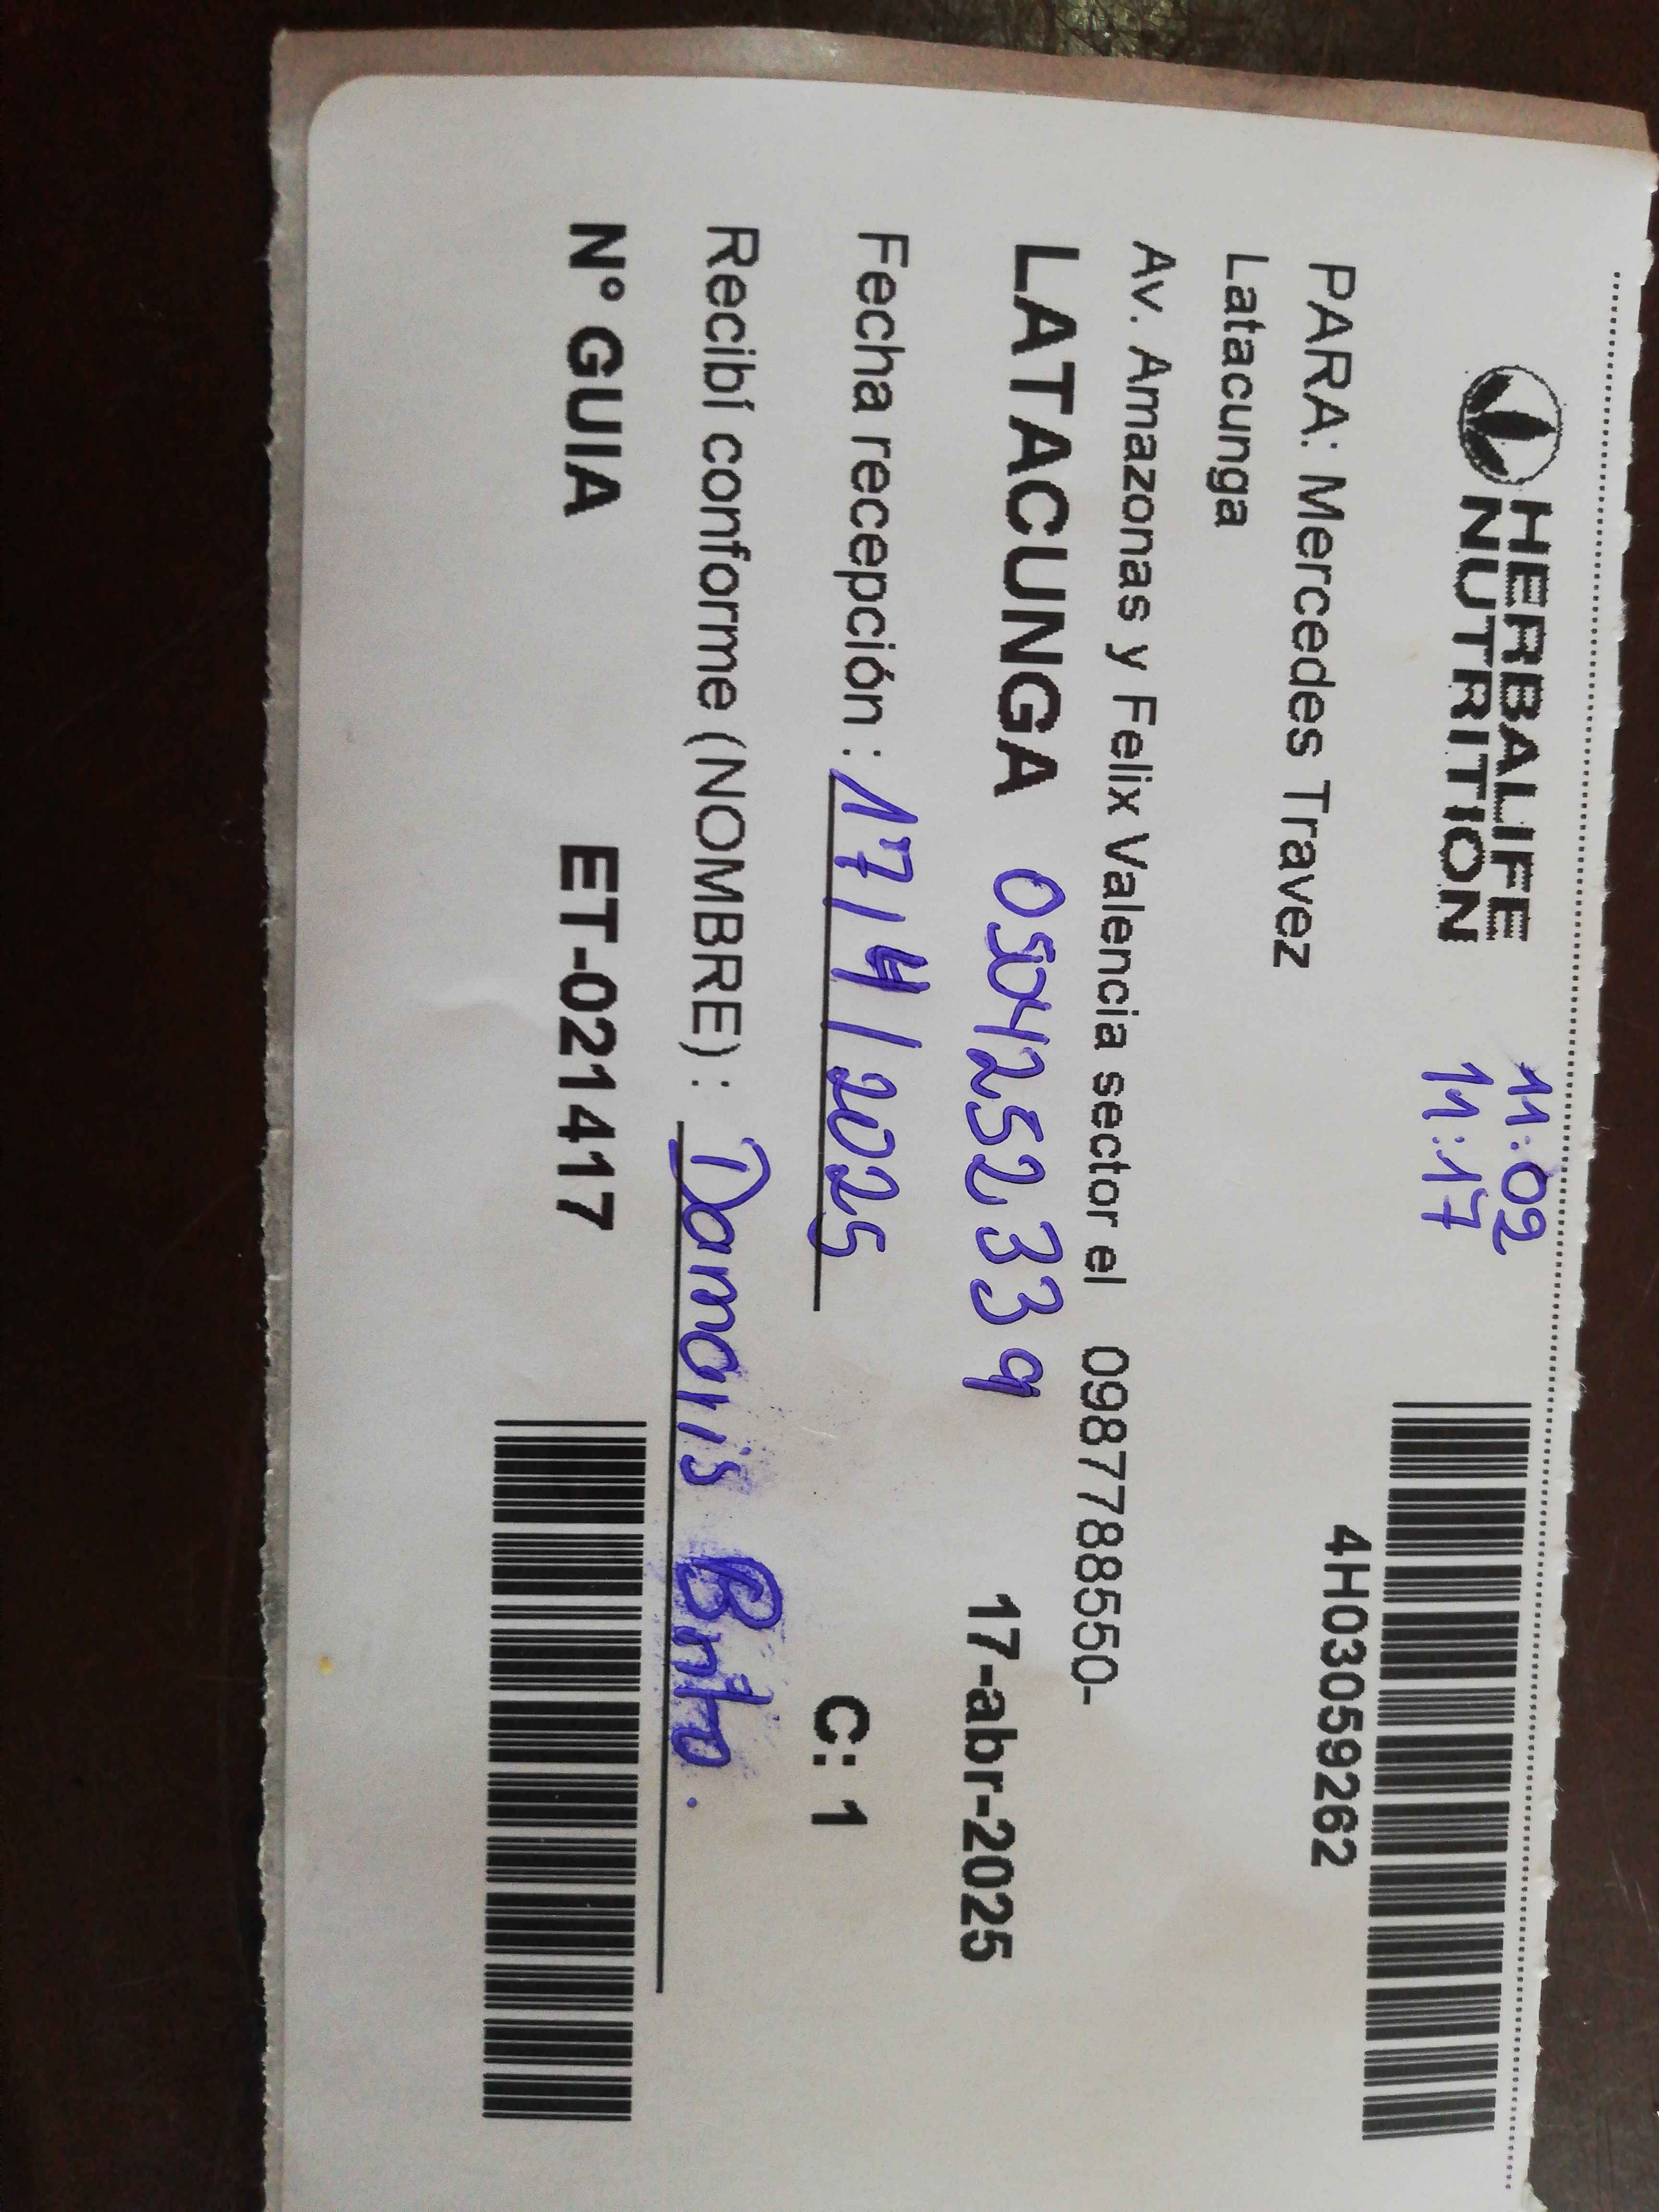 HERBALIFE
NUTRITION
11:02
11:17
4H03059262
PARA: Mercedes Travez
Latacunga
Av. Amazonas y Felix Valencia sector el 0987788550-
LATACUNGA 0504252339 17-abr-2025
Fecha recepción : 17/4/2025 C: 1
Recibí conforme (NOMBRE) : Damaris Brito.
N° GUIA ET-021417